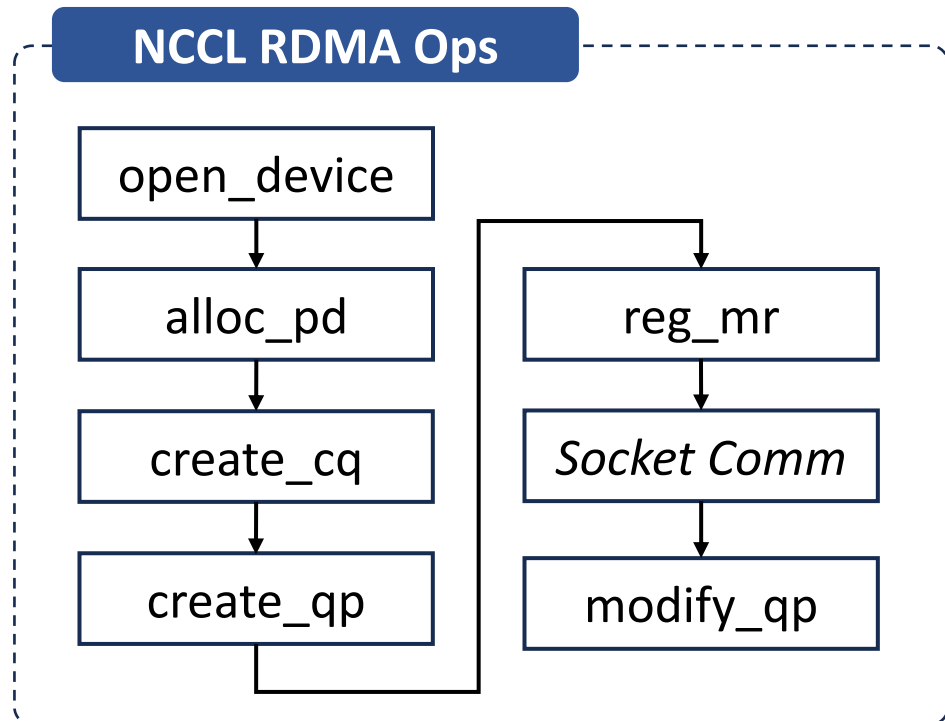 NCCL RDMA Ops
open_device
alloc_pd
create_cq
create_qp
reg_mr
Socket Comm
modify_qp